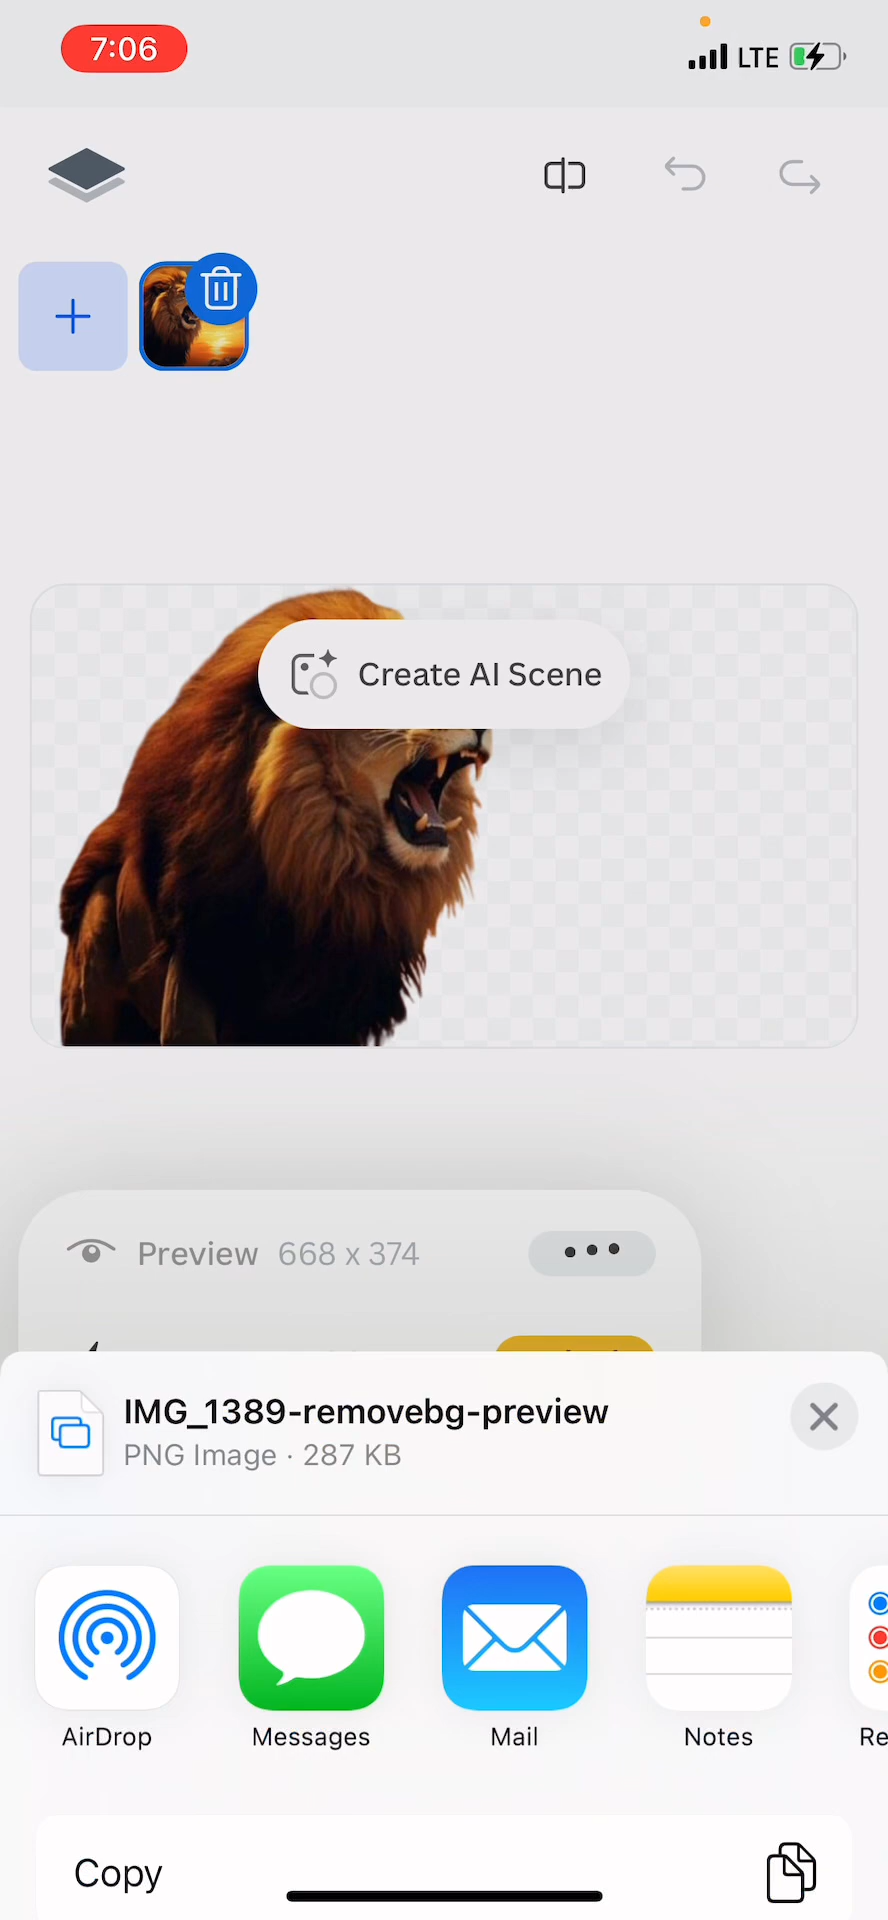 7:06
LTE
Create AI Scene
Preview 668 x 374
IMG_1389-removebg-preview
PNG Image · 287 KB
AirDrop
Messages
Mail
Notes
Re
Copy